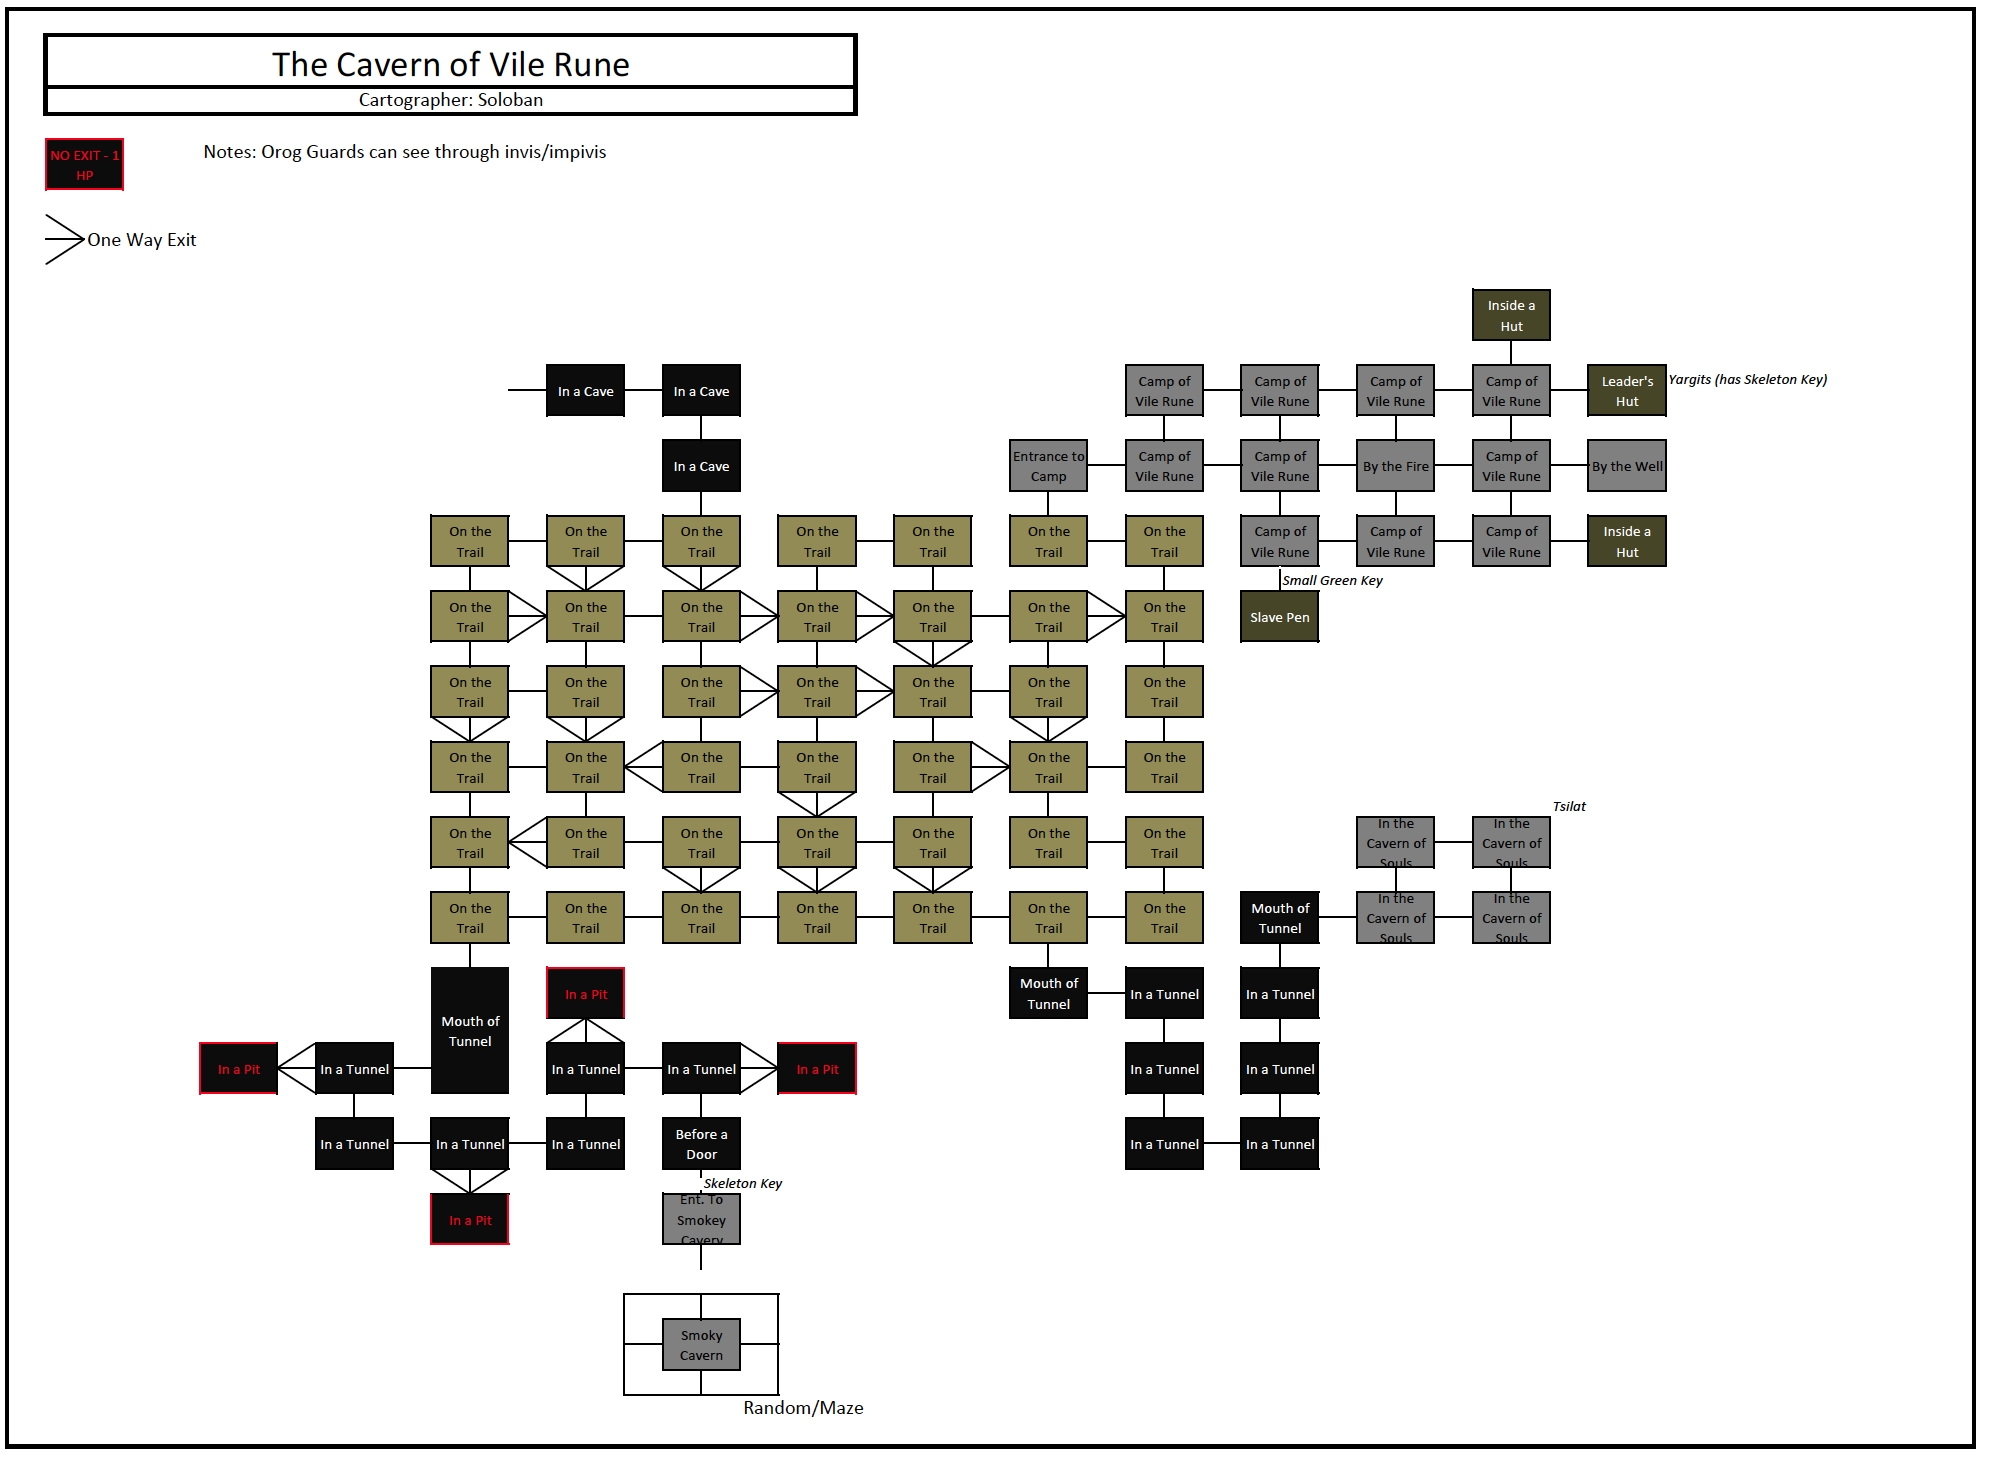 The Cavern of Vile Rune
Cartographer: Soloban
NO EXIT - 1
HP
Notes: Orog Guards can see through invis/impivis
One Way Exit
Inside a
Hut
In a Cave
In a Cave
Camp of
Vile Rune
Camp of
Vile Rune
Camp of
Vile Rune
Camp of
Vile Rune
Leader's
Hut
Yargits (has Skeleton Key)
In a Cave
Entrance to
Camp
Camp of
Vile Rune
Camp of
Vile Rune
By the Fire
Camp of
Vile Rune
By the Well
On the
Trail
On the
Trail
On the
Trail
On the
Trail
On the
Trail
On the
Trail
On the
Trail
Camp of
Vile Rune
Camp of
Vile Rune
Camp of
Vile Rune
Inside a
Hut
Small Green Key
On the
Trail
On the
Trail
On the
Trail
On the
Trail
On the
Trail
On the
Trail
On the
Trail
Slave Pen
On the
Trail
On the
Trail
On the
Trail
On the
Trail
On the
Trail
On the
Trail
On the
Trail
On the
Trail
On the
Trail
On the
Trail
On the
Trail
On the
Trail
On the
Trail
On the
Trail
Tsilat
On the
Trail
On the
Trail
On the
Trail
On the
Trail
On the
Trail
On the
Trail
On the
Trail
In the
Cavern of
Souls
In the
Cavern of
Souls
On the
Trail
On the
Trail
On the
Trail
On the
Trail
On the
Trail
On the
Trail
On the
Trail
Mouth of
Tunnel
In the
Cavern of
Souls
In the
Cavern of
Souls
Mouth of
Tunnel
In a Pit
Mouth of
Tunnel
In a Tunnel
In a Tunnel
In a Pit
In a Tunnel
In a Tunnel
In a Tunnel
In a Pit
In a Tunnel
In a Tunnel
In a Tunnel
In a Tunnel
In a Tunnel
Before a
Door
In a Tunnel
In a Tunnel
Skeleton Key
In a Pit
Ent. To
Smokey
Cavery
Smoky
Cavern
Random/Maze